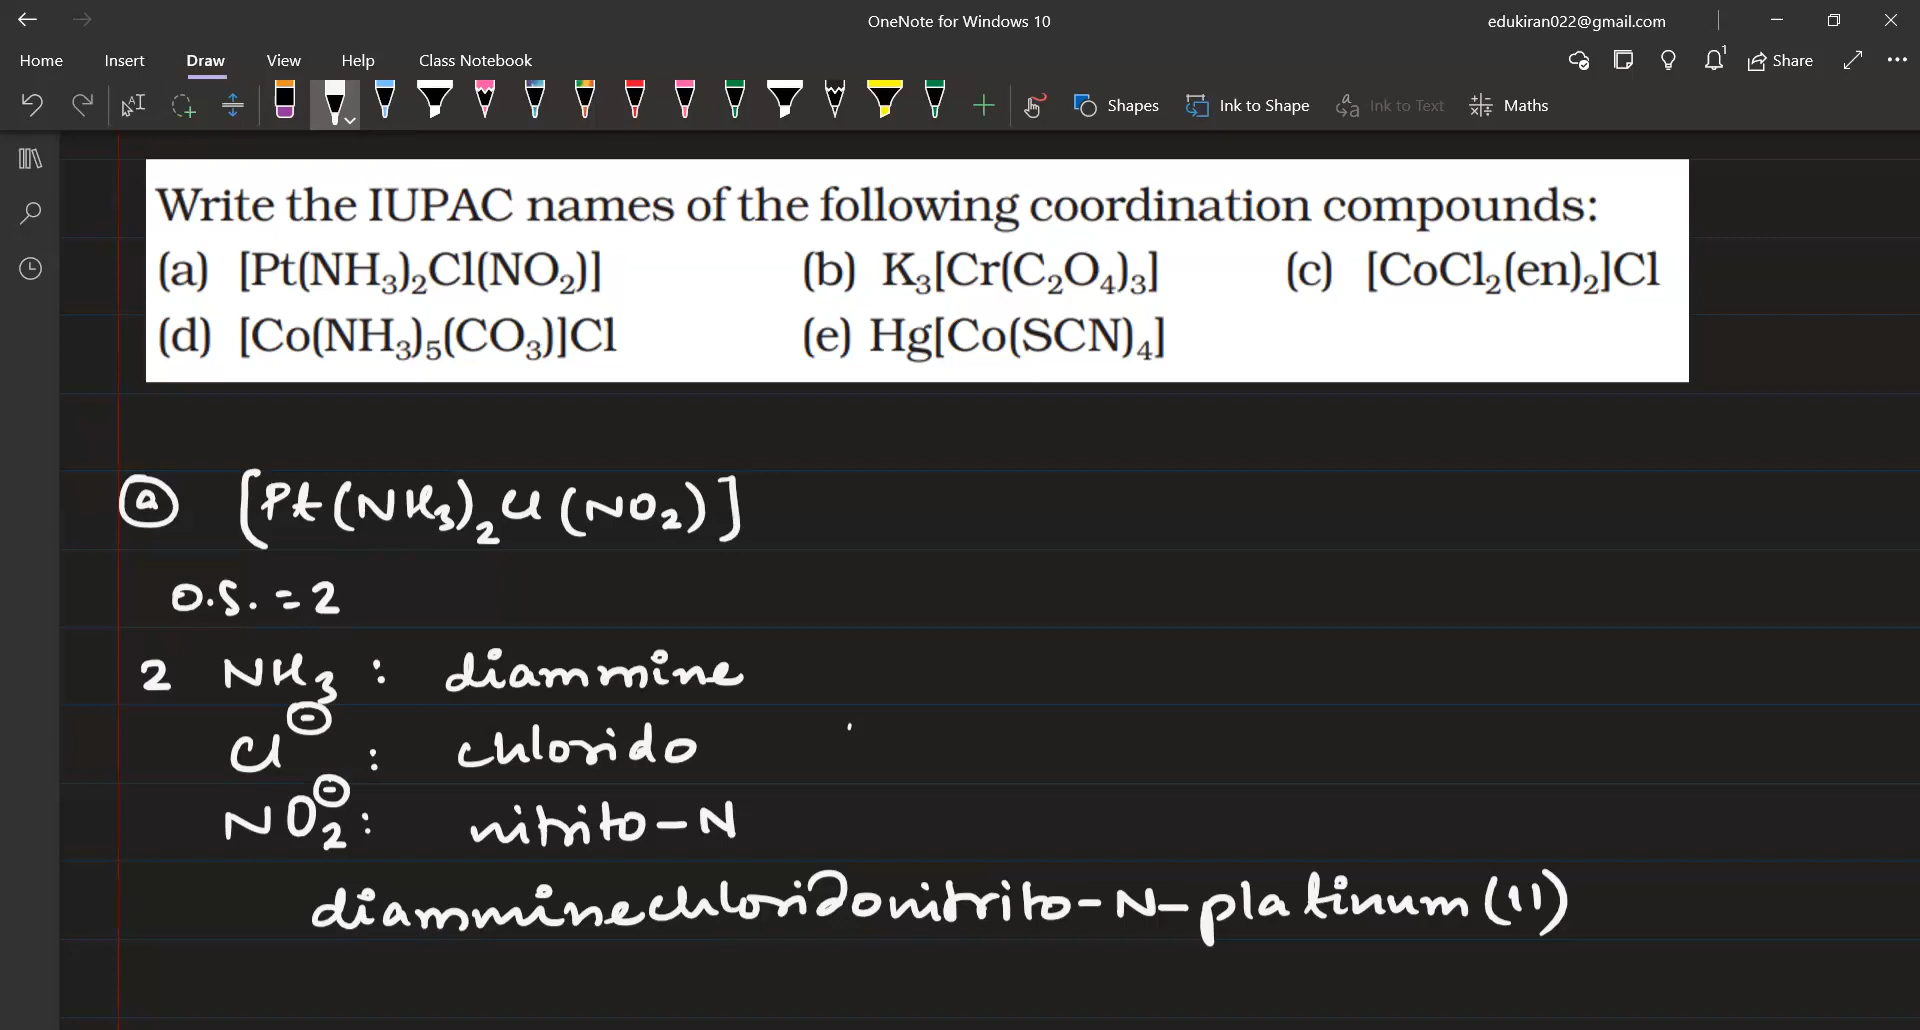 OneNote for Windows 10
edukiran022@gmail.com
Home Insert Draw View Help Class Notebook
1 Share
Shapes Ink to Shape Ink to Text Maths
Write the IUPAC names of the following coordination compounds:
(a) [Pt(NH₃)₂Cl(NO₂)] (b) K₃[Cr(C₂O₄)₃] (c) [CoCl₂(en)₂]Cl
(d) [Co(NH₃)₅(CO₃)]Cl (e) Hg[Co(SCN)₄]
ⓐ [Pt(NH₃)₂Cl(NO₂)]
O.S. = 2
2 NH₃ : diammine
Cl⊖ : chlorido
NO₂⊖ : nitrito-N
diamminechloridonitrito-N-platinum(II)